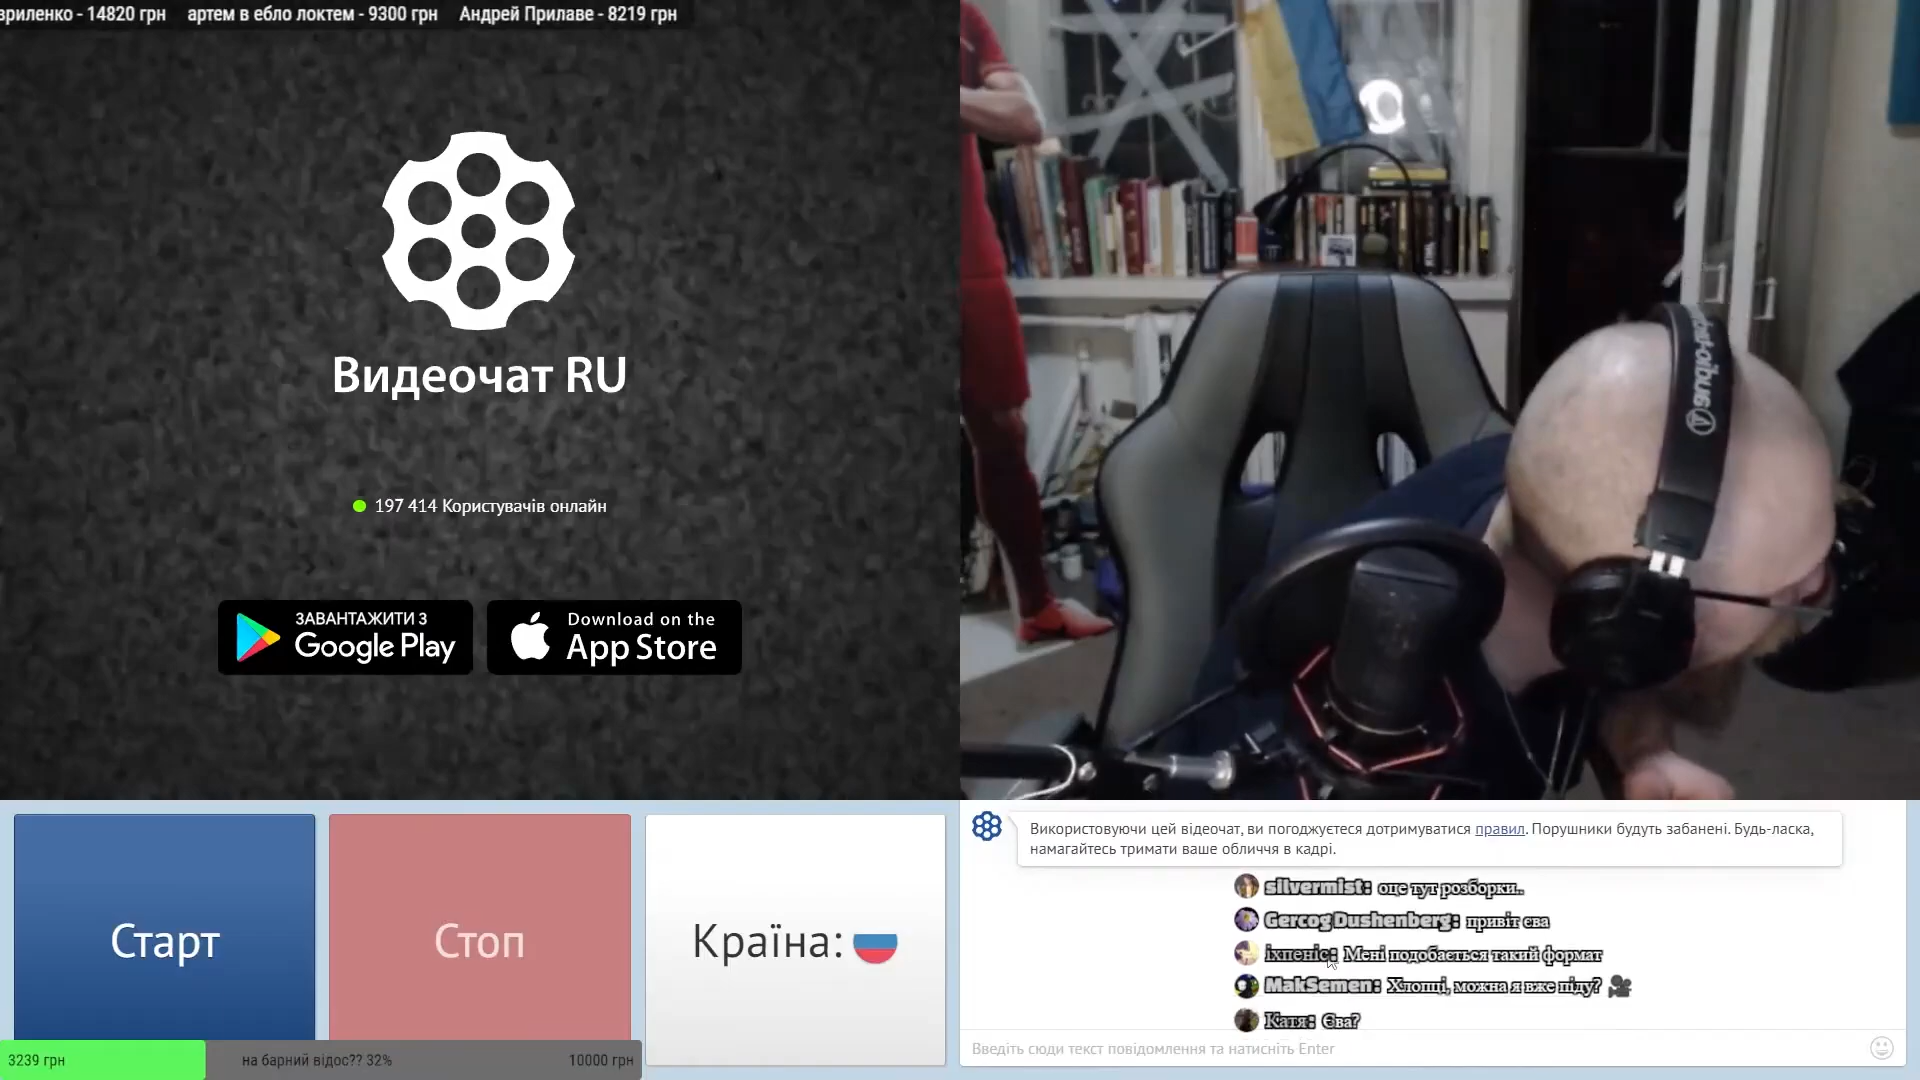 вриленко - 14820 грн артем в ебло локтем - 9300 грн Андрей Прилаве - 8219 грн
Видеочат RU
197 414 Користувачів онлайн
ЗАВАНТАЖИТИ З
Google Play
Download on the
App Store
Старт
Стоп
Країна:
3239 грн
на барний відос?? 32%
10000 грн
Використовуючи цей відеочат, ви погоджуєтеся дотримуватися правил. Порушники будуть забанені. Будь-ласка,
намагайтесь тримати ваше обличчя в кадрі.
silvermist: оце тут розборки..
GercogDushenberg: привіт єва
іхпеніс: Мені подобається такий формат
MakSemen: Хлопці, можна я вже піду?
Катя: Єва?
Введіть сюди текст повідомлення та натисніть Enter